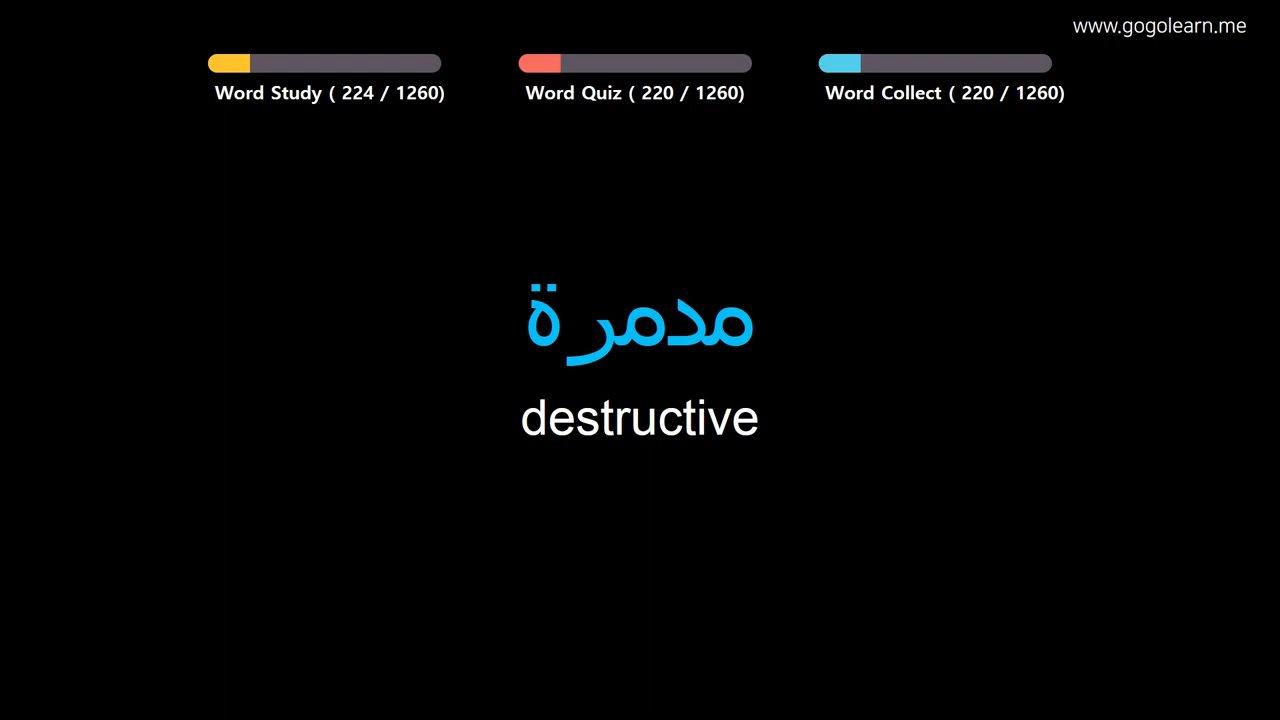 www.gogolearn.me
Word Study ( 224 / 1260)
Word Quiz ( 220 / 1260)
Word Collect ( 220 / 1260)
مدمرة
destructive